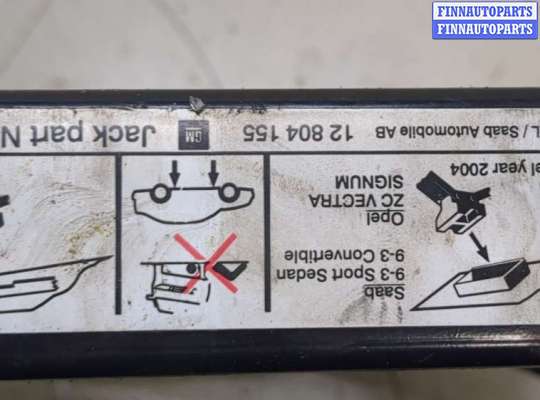 FINNAUTOPARTS
FINNAUTOPARTS
Saab
9-3 Sport Sedan
9-3 Convertible
Opel
ZC VECTRA
SIGNUM
year 2004
Jack part N
GM
12 804 155
L / Saab Automobile AB